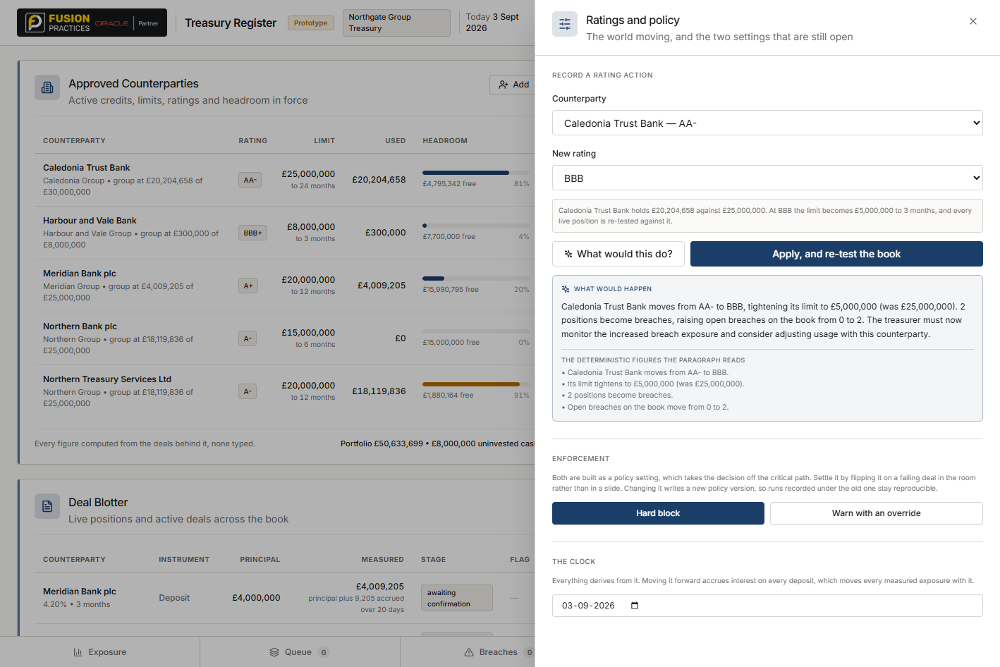 FUSION
PRACTICES
ORACLE
Partner
Treasury Register
Prototype
Northgate Group
Treasury
Today 3 Sept
2026
Approved Counterparties
Active credits, limits, ratings and headroom in force
Add
COUNTERPARTY RATING LIMIT USED HEADROOM
Caledonia Trust Bank
Caledonia Group • group at £20,204,658 of
£30,000,000
AA-
£25,000,000
to 24 months
£20,204,658
£4,795,342 free 81%
Harbour and Vale Bank
Harbour and Vale Group • group at £300,000 of
£8,000,000
BBB+
£8,000,000
to 3 months
£300,000
£7,700,000 free 4%
Meridian Bank plc
Meridian Group • group at £4,009,205 of
£25,000,000
A+
£20,000,000
to 12 months
£4,009,205
£15,990,795 free 20%
Northern Bank plc
Northern Group • group at £18,119,836 of
£25,000,000
A-
£15,000,000
to 6 months
£0
£15,000,000 free 0%
Northern Treasury Services Ltd
Northern Group • group at £18,119,836 of
£25,000,000
A-
£20,000,000
to 12 months
£18,119,836
£1,880,164 free 91%
Every figure computed from the deals behind it, none typed.
Portfolio £50,633,699 • £8,000,000 uninvested cas
Deal Blotter
Live positions and active deals across the book
COUNTERPARTY INSTRUMENT PRINCIPAL MEASURED STAGE FLAG
Meridian Bank plc
4.20% • 3 months
Deposit
£4,000,000
£4,009,205
principal plus 9,205 accrued
over 20 days
awaiting
confirmation
—
Exposure
Queue 0
Breaches 0
Ratings and policy
The world moving, and the two settings that are still open
RECORD A RATING ACTION
Counterparty
Caledonia Trust Bank — AA-
New rating
BBB
Caledonia Trust Bank holds £20,204,658 against £25,000,000. At BBB the limit becomes £5,000,000 to 3 months, and every
live position is re-tested against it.
What would this do?
Apply, and re-test the book
WHAT WOULD HAPPEN
Caledonia Trust Bank moves from AA- to BBB, tightening its limit to £5,000,000 (was £25,000,000). 2
positions become breaches, raising open breaches on the book from 0 to 2. The treasurer must now
monitor the increased breach exposure and consider adjusting usage with this counterparty.
THE DETERMINISTIC FIGURES THE PARAGRAPH READS
• Caledonia Trust Bank moves from AA- to BBB.
• Its limit tightens to £5,000,000 (was £25,000,000).
• 2 positions become breaches.
• Open breaches on the book move from 0 to 2.
ENFORCEMENT
Both are built as a policy setting, which takes the decision off the critical path. Settle it by flipping it on a failing deal in the room
rather than in a slide. Changing it writes a new policy version, so runs recorded under the old one stay reproducible.
Hard block
Warn with an override
THE CLOCK
Everything derives from it. Moving it forward accrues interest on every deposit, which moves every measured exposure with it.
03-09-2026